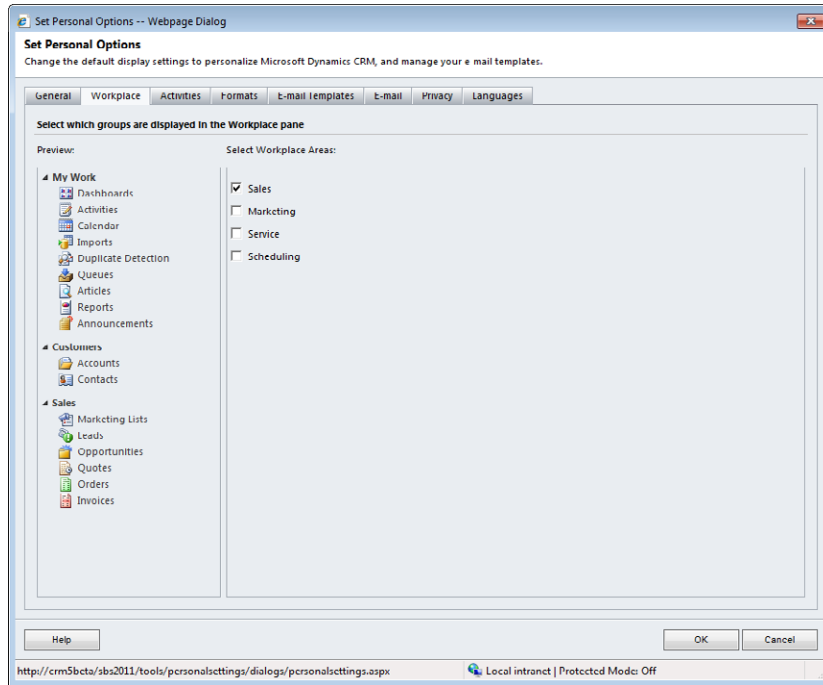 Set Personal Options -- Webpage Dialog
Set Personal Options
Change the default display settings to personalize Microsoft Dynamics CRM, and manage your e-mail templates.
General Workplace Activities Formats E-mail Templates E-mail Privacy Languages
Select which groups are displayed in the Workplace pane
Preview: Select Workplace Areas:
My Work
Dashboards
Activities
Calendar
Imports
Duplicate Detection
Queues
Articles
Reports
Announcements
Customers
Accounts
Contacts
Sales
Marketing Lists
Leads
Opportunities
Quotes
Orders
Invoices
Sales
Marketing
Service
Scheduling
Help OK Cancel
http://crm5beta/sbs2011/tools/personalsettings/dialogs/personalsettings.aspx Local intranet | Protected Mode: Off